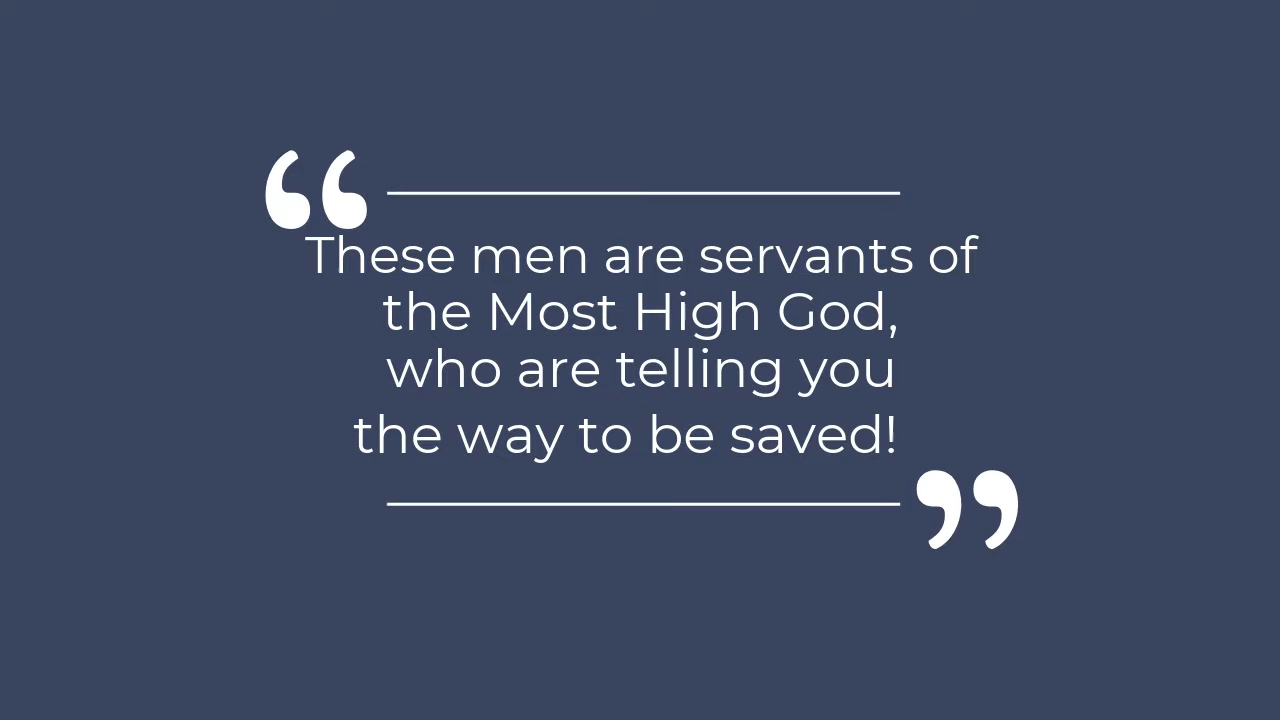 “
These men are servants of
the Most High God,
who are telling you
the way to be saved!
”